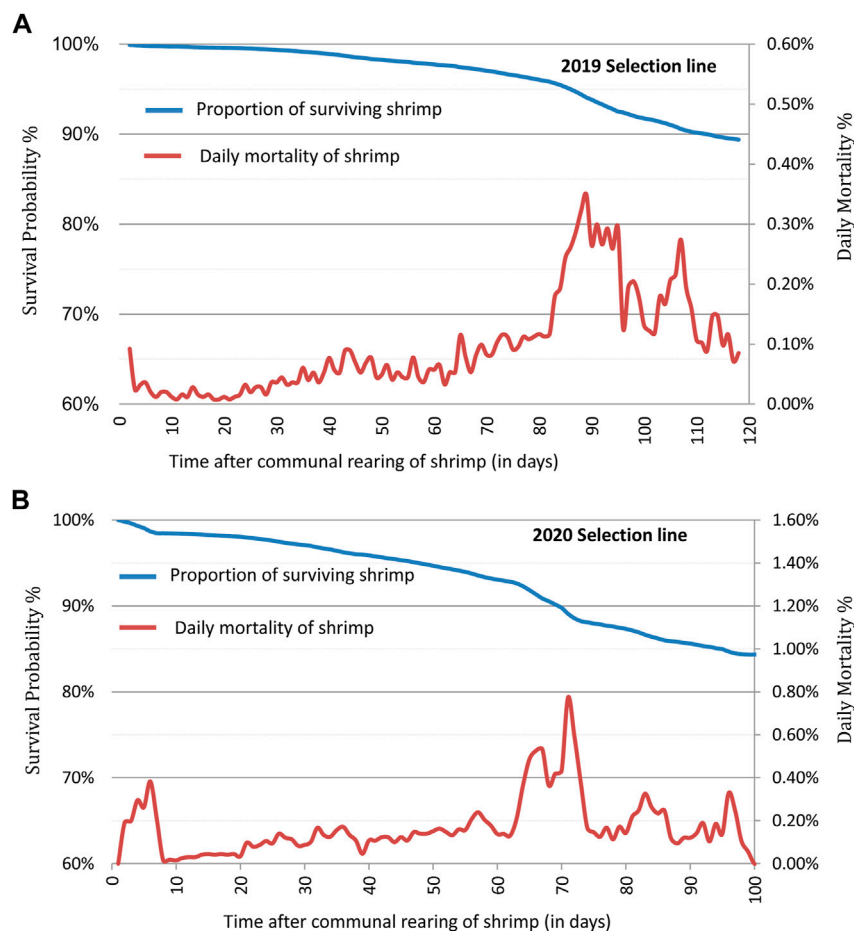 A
100%
90%
80%
70%
60%
Survival Probability %
0.60%
0.50%
0.40%
0.30%
0.20%
0.10%
0.00%
Daily Mortality %
2019 Selection line
Proportion of surviving shrimp
Daily mortality of shrimp
0 10 20 30 40 50 60 70 80 90 100 110 120
Time after communal rearing of shrimp (in days)
B
100%
90%
80%
70%
60%
Survival Probability %
1.60%
1.40%
1.20%
1.00%
0.80%
0.60%
0.40%
0.20%
0.00%
Daily Mortality %
2020 Selection line
Proportion of surviving shrimp
Daily mortality of shrimp
0 10 20 30 40 50 60 70 80 90 100
Time after communal rearing of shrimp (in days)